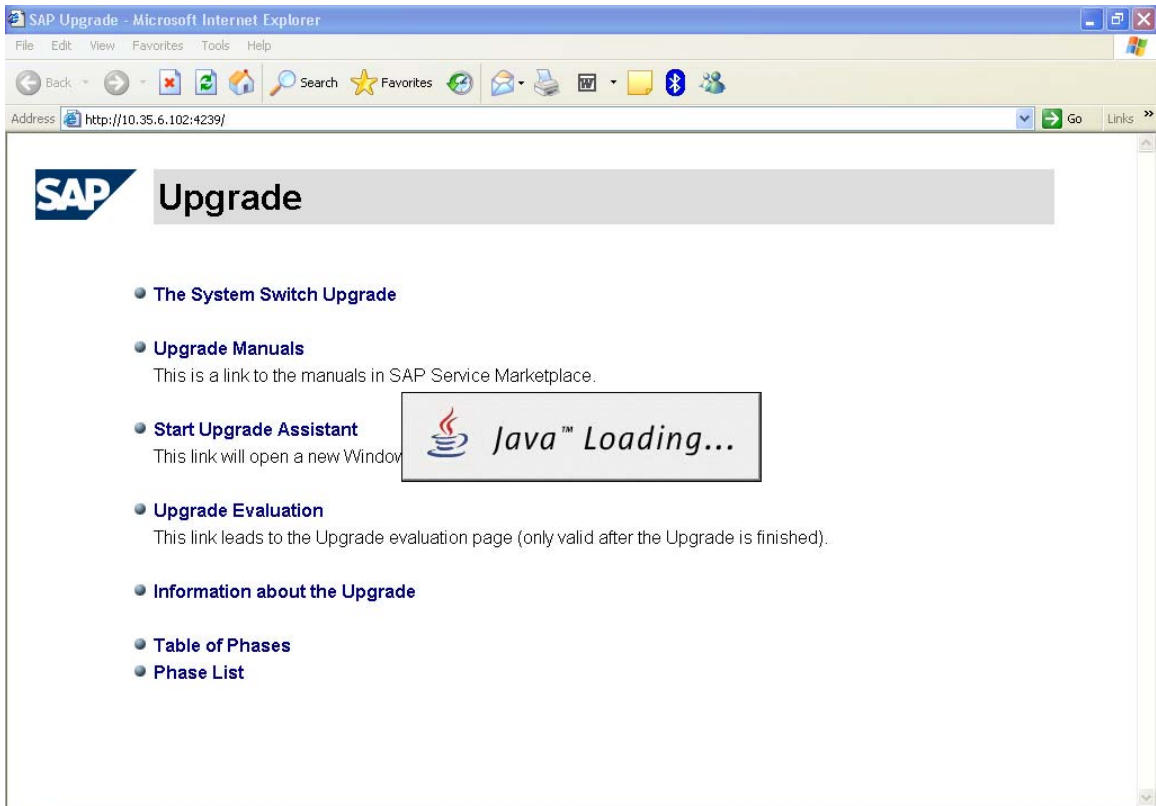 SAP Upgrade - Microsoft Internet Explorer
File Edit View Favorites Tools Help
Back Search Favorites
Address http://10.35.6.102:4239/ Go Links »
SAP Upgrade
The System Switch Upgrade
Upgrade Manuals
This is a link to the manuals in SAP Service Marketplace.
Start Upgrade Assistant
This link will open a new Window
Java™ Loading...
Upgrade Evaluation
This link leads to the Upgrade evaluation page (only valid after the Upgrade is finished).
Information about the Upgrade
Table of Phases
Phase List